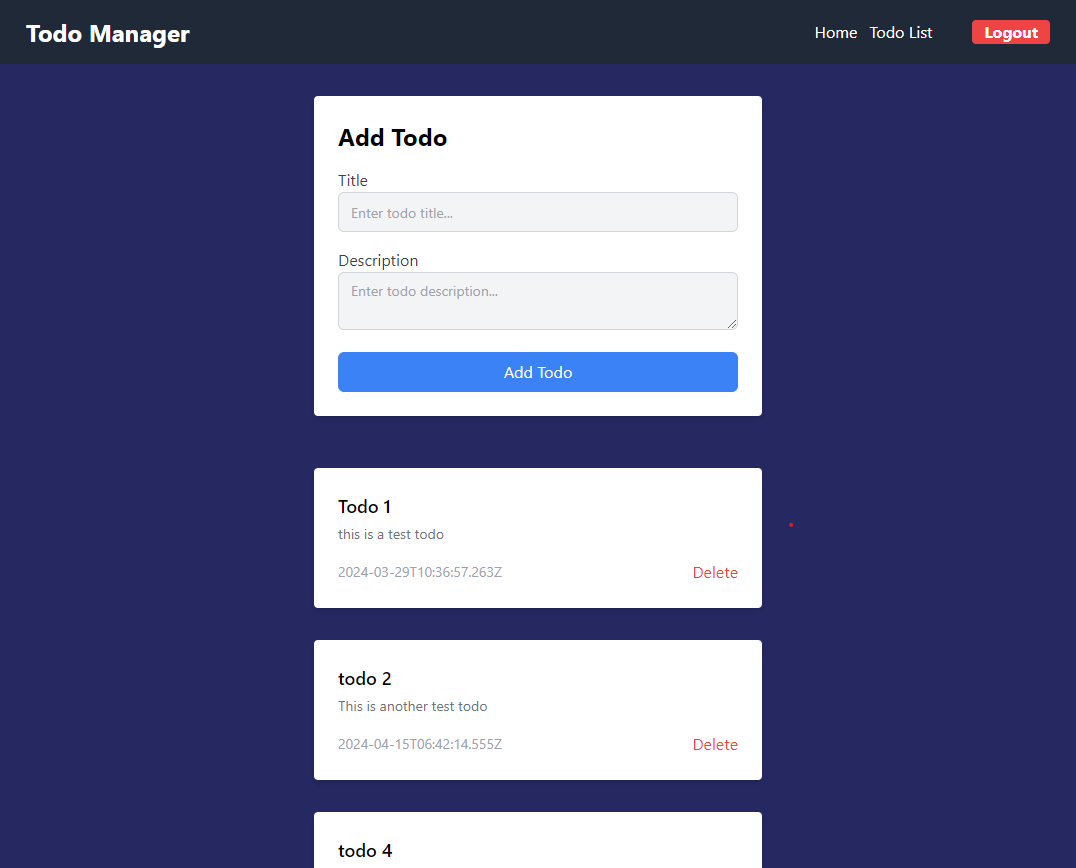 Todo Manager
Home Todo List Logout
Add Todo
Title
Enter todo title...
Description
Enter todo description...
Add Todo
Todo 1
this is a test todo
2024-03-29T10:36:57.263Z Delete
todo 2
This is another test todo
2024-04-15T06:42:14.555Z Delete
todo 4